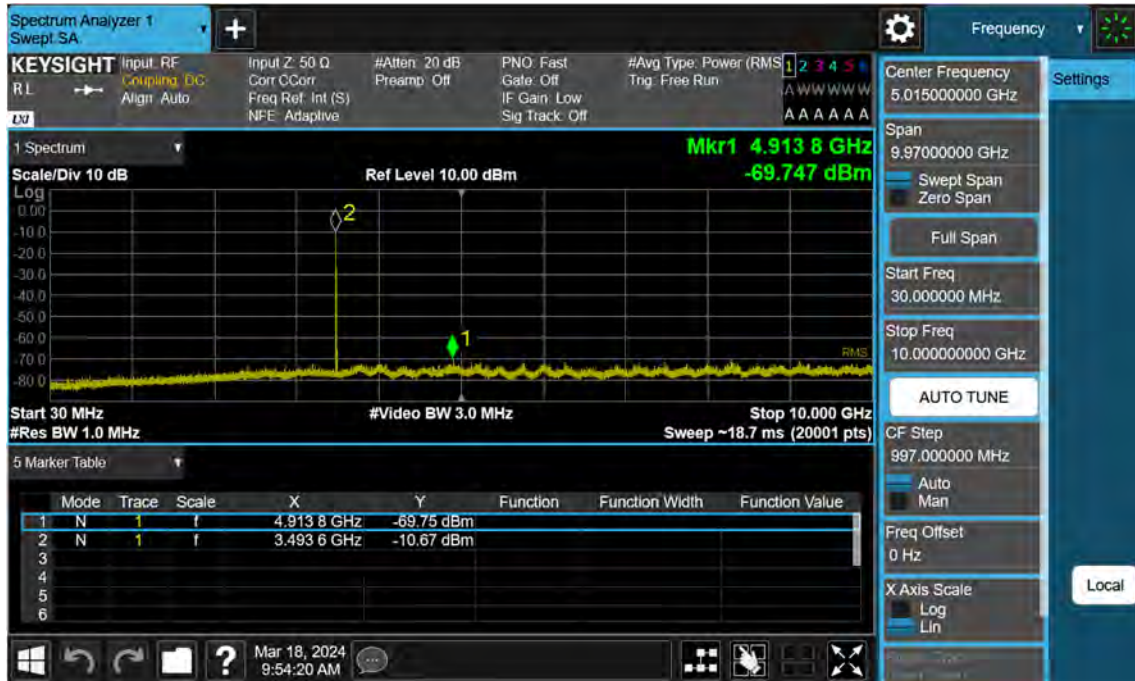 Spectrum Analyzer 1
Swept SA
+
Frequency
KEYSIGHT
Input: RF
Input Z: 50 Ω
#Atten: 20 dB
PNO: Fast
#Avg Type: Power (RMS
1 2 3 4 5 6
RL
Coupling: DC
Corr CCorr
Preamp: Off
Gate: Off
Trig: Free Run
A W W W W W
Align: Auto
Freq Ref: Int (S)
IF Gain: Low
LXI
NFE: Adaptive
Sig Track: Off
A A A A A A
1 Spectrum
Mkr1 4.913 8 GHz
Scale/Div 10 dB
Ref Level 10.00 dBm
-69.747 dBm
Log
0.00
-10.0
-20.0
-30.0
-40.0
-50.0
-60.0
-70.0
-80.0
2
1
RMS
Start 30 MHz
#Video BW 3.0 MHz
Stop 10.000 GHz
#Res BW 1.0 MHz
Sweep ~18.7 ms (20001 pts)
5 Marker Table
Mode Trace Scale X Y Function Function Width Function Value
1 N 1 f 4.913 8 GHz -69.75 dBm
2 N 1 f 3.493 6 GHz -10.67 dBm
3
4
5
6
Center Frequency
5.015000000 GHz
Settings
Span
9.97000000 GHz
Swept Span
Zero Span
Full Span
Start Freq
30.000000 MHz
Stop Freq
10.000000000 GHz
AUTO TUNE
CF Step
997.000000 MHz
Auto
Man
Freq Offset
0 Hz
X Axis Scale
Log
Lin
Local
?
Mar 18, 2024
9:54:20 AM